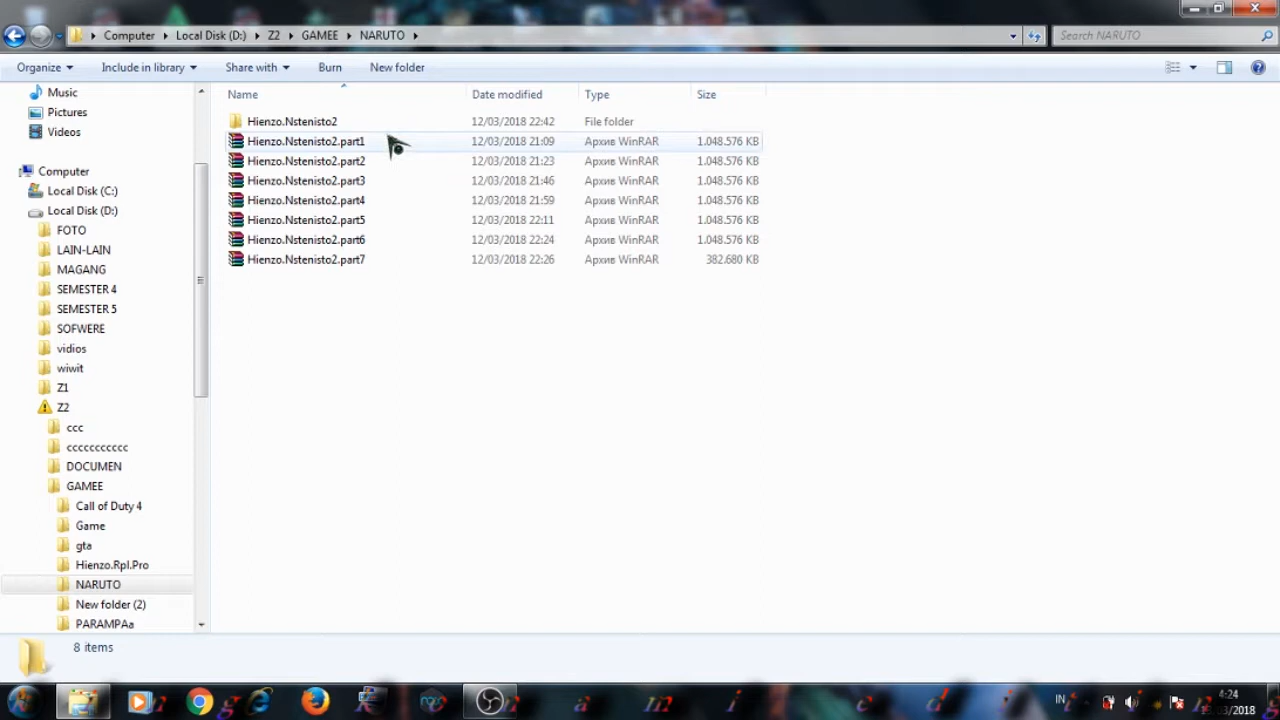 Computer Local Disk (D:) Z2 GAMEE NARUTO Search NARUTO
Organize Include in library Share with Burn New folder
Music
Pictures
Videos
Computer
Local Disk (C:)
Local Disk (D:)
FOTO
LAIN-LAIN
MAGANG
SEMESTER 4
SEMESTER 5
SOFWERE
vidios
wiwit
Z1
Z2
ccc
ccccccccccc
DOCUMEN
GAMEE
Call of Duty 4
Game
gta
Hienzo.Rpl.Pro
NARUTO
New folder (2)
PARAMPAa
Name Date modified Type Size
Hienzo.Nstenisto2 12/03/2018 22:42 File folder
Hienzo.Nstenisto2.part1 12/03/2018 21:09 Архив WinRAR 1.048.576 KB
Hienzo.Nstenisto2.part2 12/03/2018 21:23 Архив WinRAR 1.048.576 KB
Hienzo.Nstenisto2.part3 12/03/2018 21:46 Архив WinRAR 1.048.576 KB
Hienzo.Nstenisto2.part4 12/03/2018 21:59 Архив WinRAR 1.048.576 KB
Hienzo.Nstenisto2.part5 12/03/2018 22:11 Архив WinRAR 1.048.576 KB
Hienzo.Nstenisto2.part6 12/03/2018 22:24 Архив WinRAR 1.048.576 KB
Hienzo.Nstenisto2.part7 12/03/2018 22:26 Архив WinRAR 382.680 KB
8 items
IN 4:24